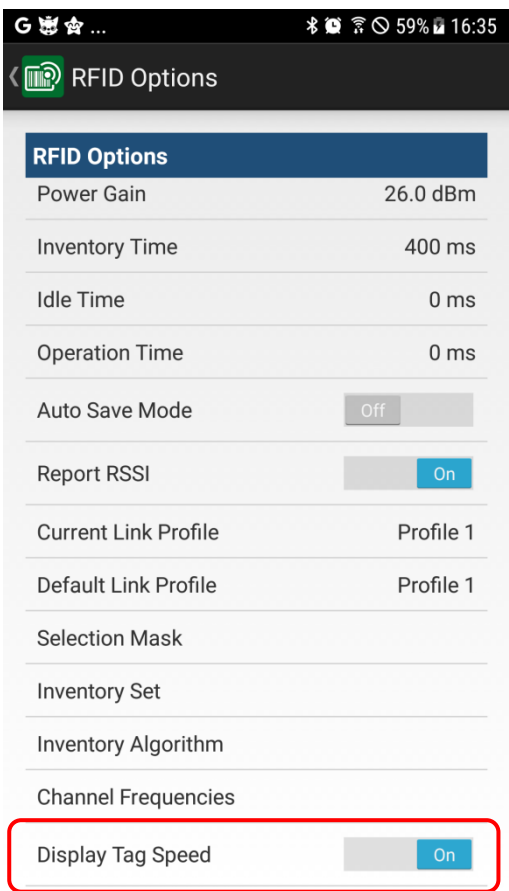 G ... 59% 16:35
RFID Options
RFID Options
Power Gain 26.0 dBm
Inventory Time 400 ms
Idle Time 0 ms
Operation Time 0 ms
Auto Save Mode Off
Report RSSI On
Current Link Profile Profile 1
Default Link Profile Profile 1
Selection Mask
Inventory Set
Inventory Algorithm
Channel Frequencies
Display Tag Speed On